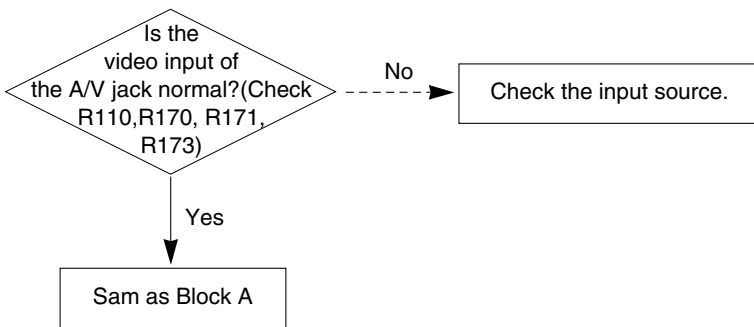 Is the
video input of
the A/V jack normal?(Check
R110,R170, R171,
R173)
No
Check the input source.
Yes
Sam as Block A